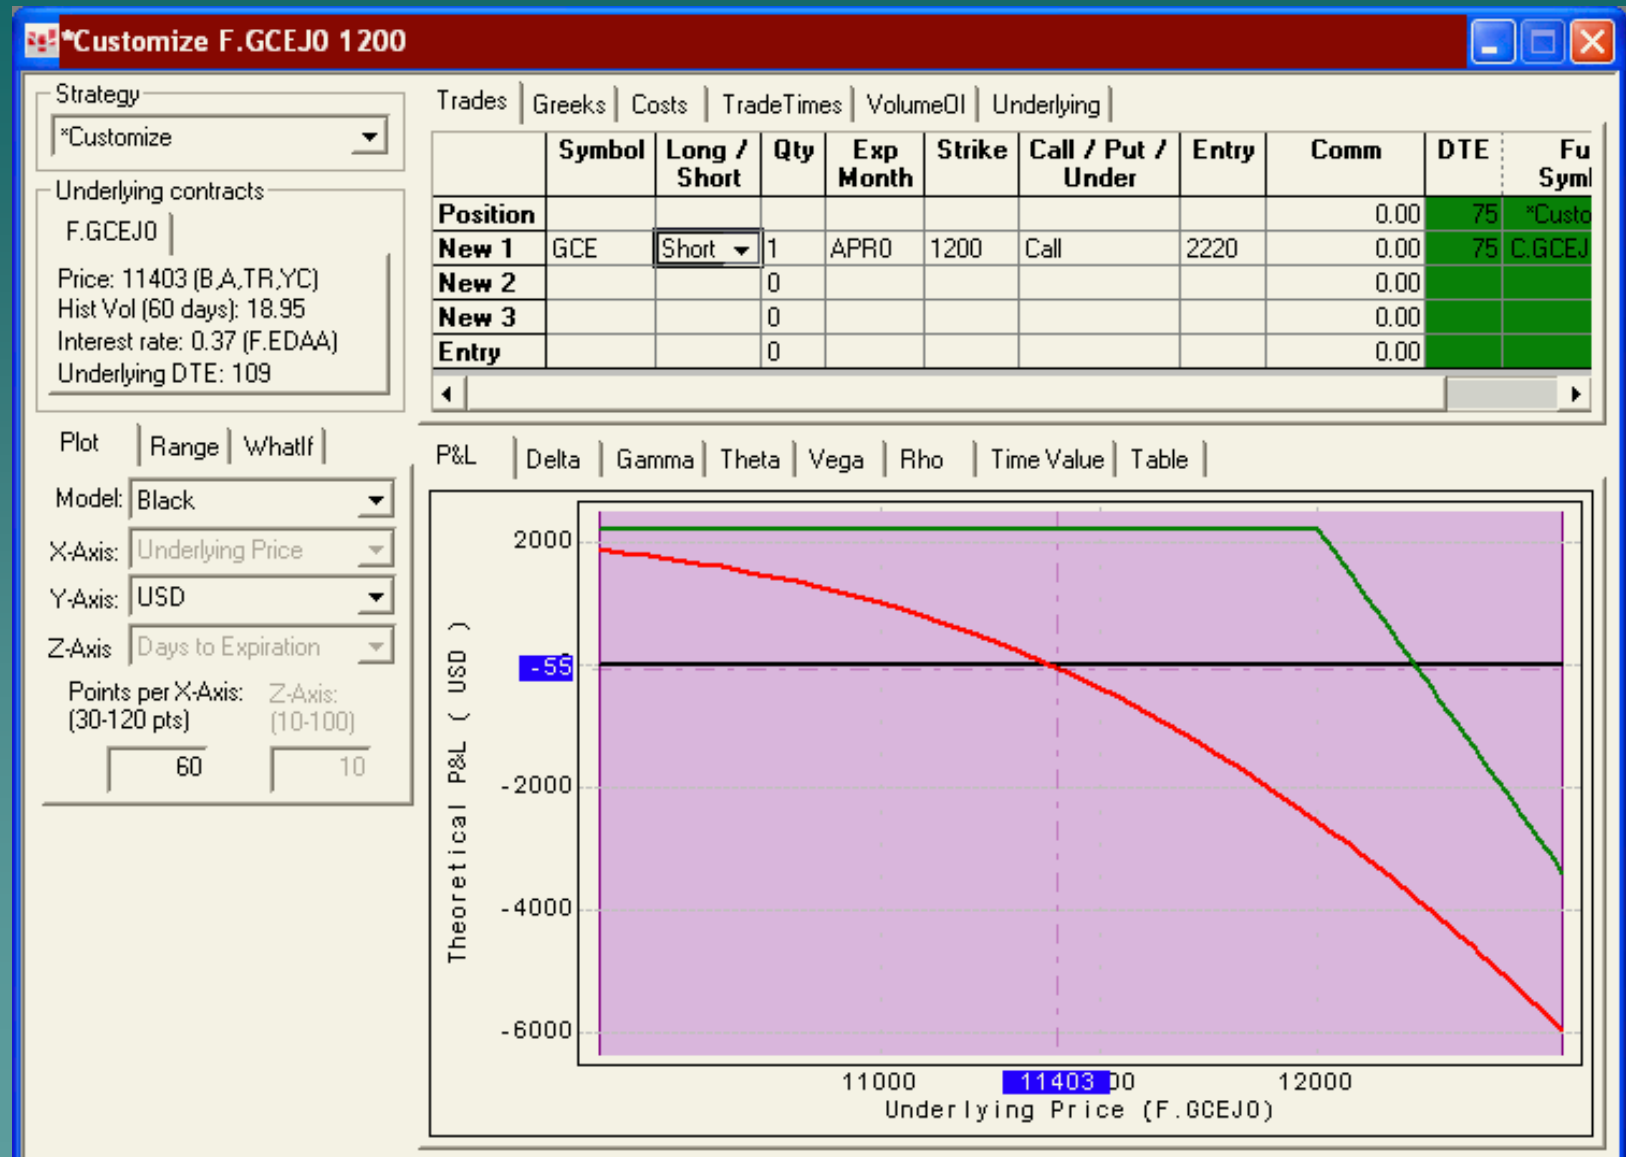 *Customize F.GCEJ0 1200
Strategy
*Customize
Underlying contracts
F.GCEJ0
Price: 11403 (B,A,TR,YC)
Hist Vol (60 days): 18.95
Interest rate: 0.37 (F.EDAA)
Underlying DTE: 109
Trades Greeks Costs TradeTimes VolumeOI Underlying
Symbol Long / Short Qty Exp Month Strike Call / Put / Under Entry Comm DTE Fu Syml
Position 0.00 75 *Custo
New 1 GCE Short 1 APR0 1200 Call 2220 0.00 75 C.GCEJ
New 2 0 0.00
New 3 0 0.00
Entry 0 0.00
Plot Range WhatIf
Model: Black
X-Axis: Underlying Price
Y-Axis: USD
Z-Axis Days to Expiration
Points per X-Axis: Z-Axis:
(30-120 pts) (10-100)
60 10
P&L Delta Gamma Theta Vega Rho Time Value Table
Theoretical P&L ( USD )
2000
-55
-2000
-4000
-6000
11000 11403 00 12000
Underlying Price (F.GCEJ0)